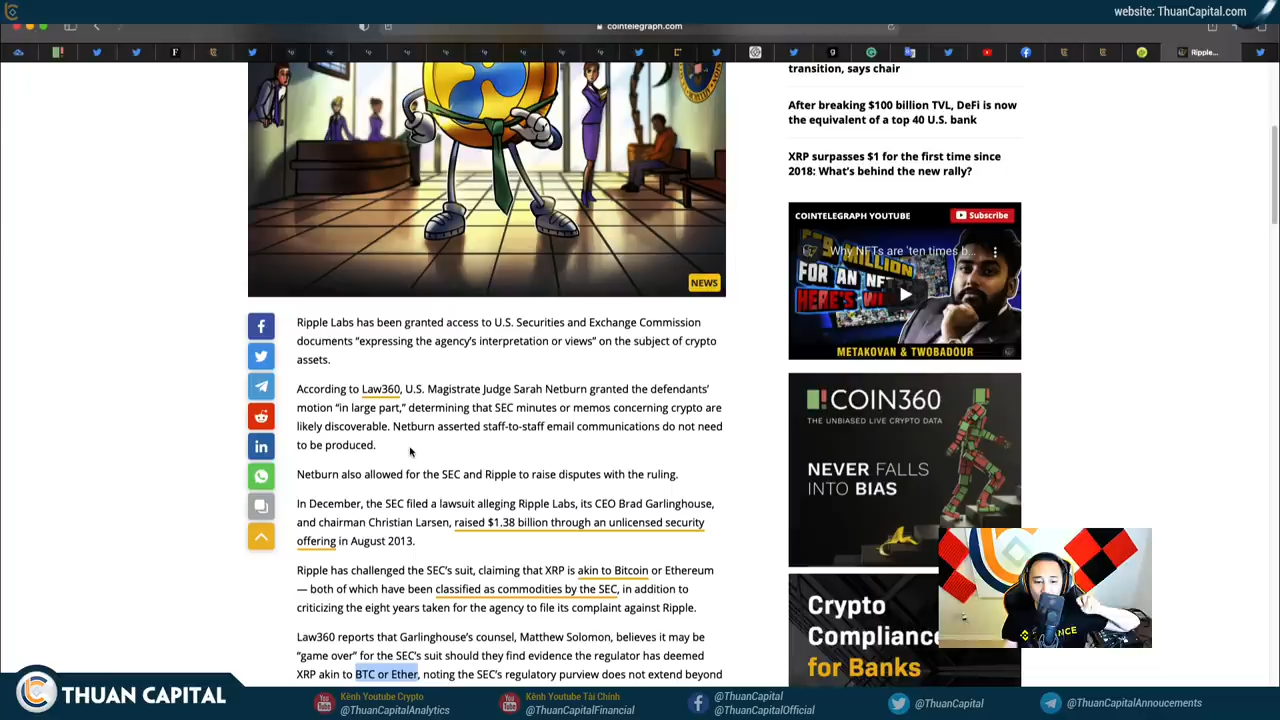 website: ThuanCapital.com
cointelegraph.com
Ripple...
transition, says chair
After breaking $100 billion TVL, DeFi is now
the equivalent of a top 40 U.S. bank
XRP surpasses $1 for the first time since
2018: What's behind the new rally?
NEWS
COINTELEGRAPH YOUTUBE
Subscribe
Why NFTs are 'ten times b...
MILLION
FOR AN NFT
HERE'S
METAKOVAN & TWOBADOUR
Ripple Labs has been granted access to U.S. Securities and Exchange Commission
documents “expressing the agency's interpretation or views” on the subject of crypto
assets.
According to Law360, U.S. Magistrate Judge Sarah Netburn granted the defendants'
motion “in large part,” determining that SEC minutes or memos concerning crypto are
likely discoverable. Netburn asserted staff-to-staff email communications do not need
to be produced.
Netburn also allowed for the SEC and Ripple to raise disputes with the ruling.
In December, the SEC filed a lawsuit alleging Ripple Labs, its CEO Brad Garlinghouse,
and chairman Christian Larsen, raised $1.38 billion through an unlicensed security
offering in August 2013.
Ripple has challenged the SEC's suit, claiming that XRP is akin to Bitcoin or Ethereum
— both of which have been classified as commodities by the SEC, in addition to
criticizing the eight years taken for the agency to file its complaint against Ripple.
Law360 reports that Garlinghouse's counsel, Matthew Solomon, believes it may be
“game over” for the SEC's suit should they find evidence the regulator has deemed
XRP akin to BTC or Ether, noting the SEC's regulatory purview does not extend beyond
COIN360
THE UNBIASED LIVE CRYPTO DATA
NEVER FALLS
INTO BIAS
Crypto
Compliance
for Banks
THUAN CAPITAL
Kênh Youtube Crypto
@ThuanCapitalAnalytics
Kênh Youtube Tài Chính
@ThuanCapitalFinancial
@ThuanCapital
@ThuanCapitalOfficial
@ThuanCapital
@ThuanCapitalAnnoucements